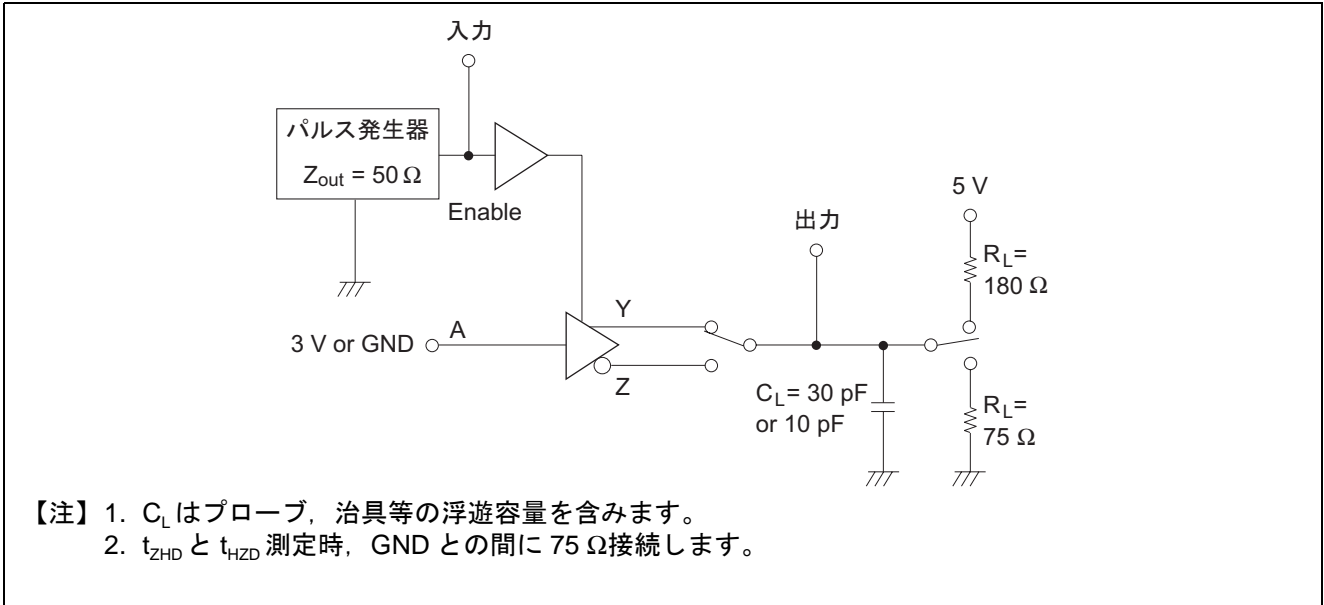 入力
パルス発生器
Zout = 50 Ω
Enable
5 V
出力
RL=
180 Ω
Y
3 V or GND
A
Z
CL= 30 pF
or 10 pF
RL=
75 Ω
【注】1. CLはプローブ，治具等の浮遊容量を含みます。
2. tZHD と tHZD 測定時，GND との間に 75 Ω接続します。